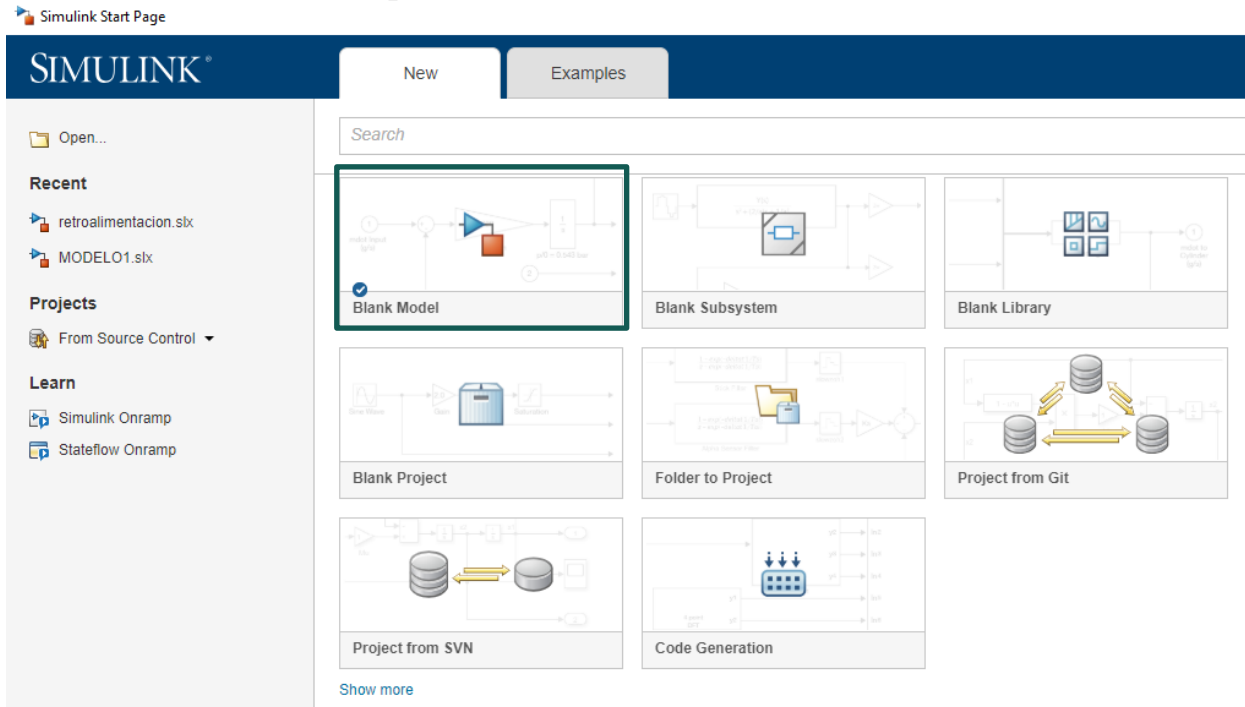 Simulink Start Page
SIMULINK®
New
Examples
Open...
Search
Recent
retroalimentacion.slx
MODELO1.slx
Projects
From Source Control
Learn
Simulink Onramp
Stateflow Onramp
Blank Model
Blank Subsystem
Blank Library
Blank Project
Folder to Project
Project from Git
Project from SVN
Code Generation
Show more